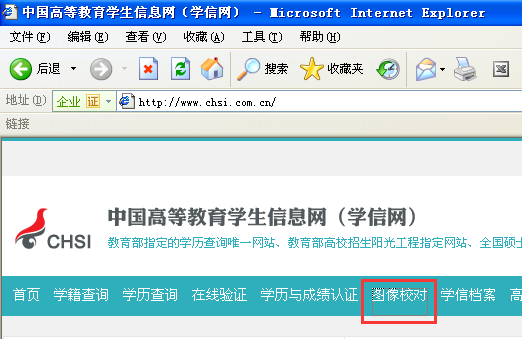 中国高等教育学生信息网（学信网） - Microsoft Internet Explorer
文件(F) 编辑(E) 查看(V) 收藏(A) 工具(T) 帮助(H)
后退 搜索 收藏夹
地址(D) 企业 证 http://www.chsi.com.cn/
链接
中国高等教育学生信息网（学信网）
CHSI 教育部指定的学历查询唯一网站、教育部高校招生阳光工程指定网站、全国硕士
首页 学籍查询 学历查询 在线验证 学历与成绩认证 图像校对 学信档案 高